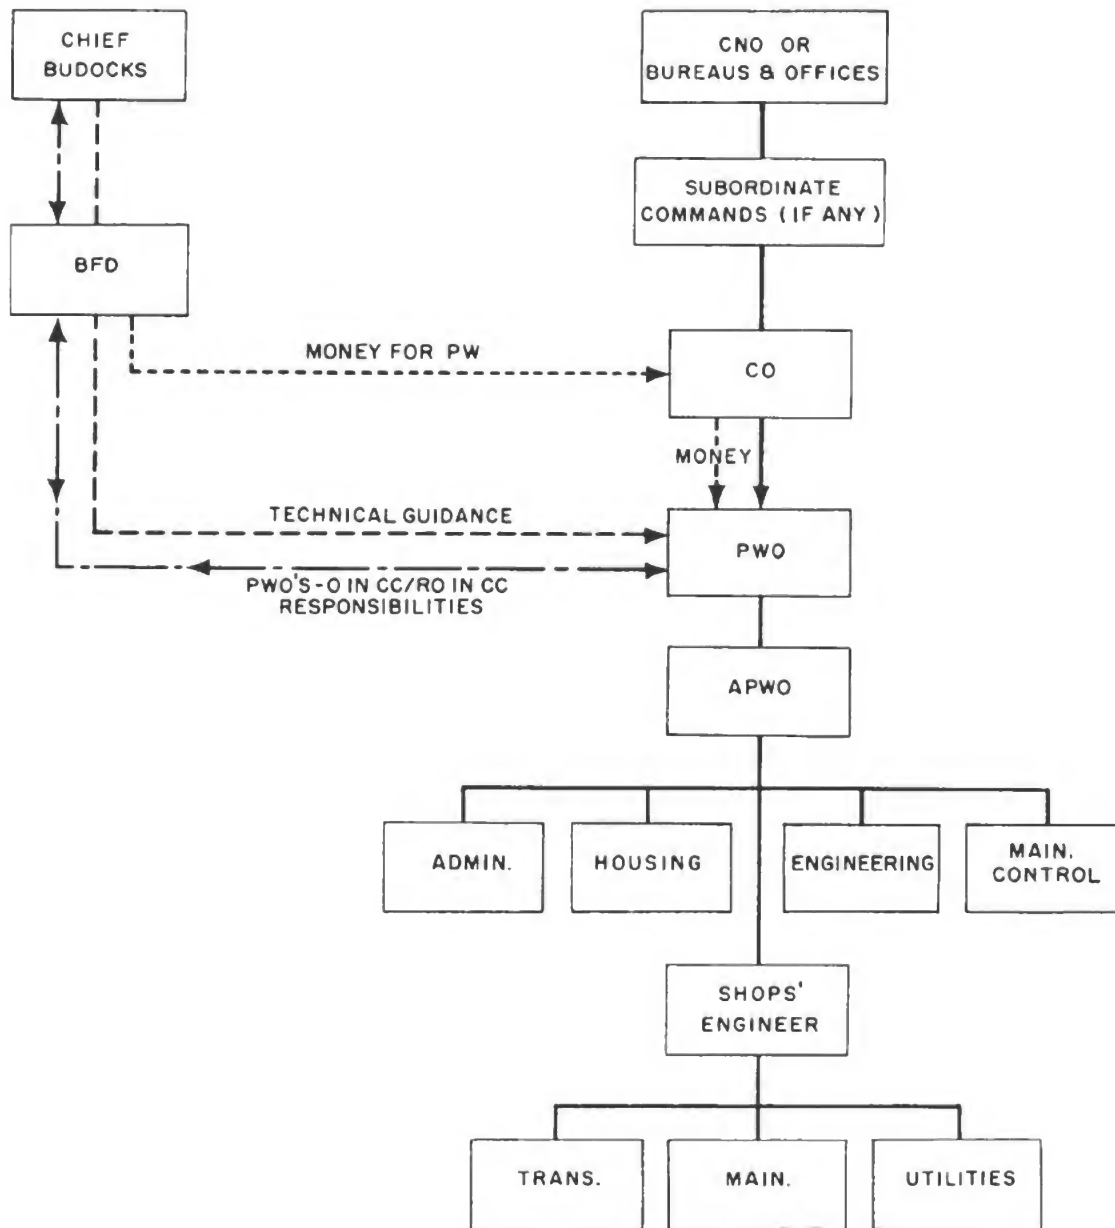 CHIEF
BUDOCKS
CNO OR
BUREAUS & OFFICES
SUBORDINATE
COMMANDS (IF ANY)
BFD
MONEY FOR PW
CO
MONEY
TECHNICAL GUIDANCE
PWO
PWO'S-O IN CC/RO IN CC
RESPONSIBILITIES
APWO
ADMIN.
HOUSING
ENGINEERING
MAIN.
CONTROL
SHOPS'
ENGINEER
TRANS.
MAIN.
UTILITIES